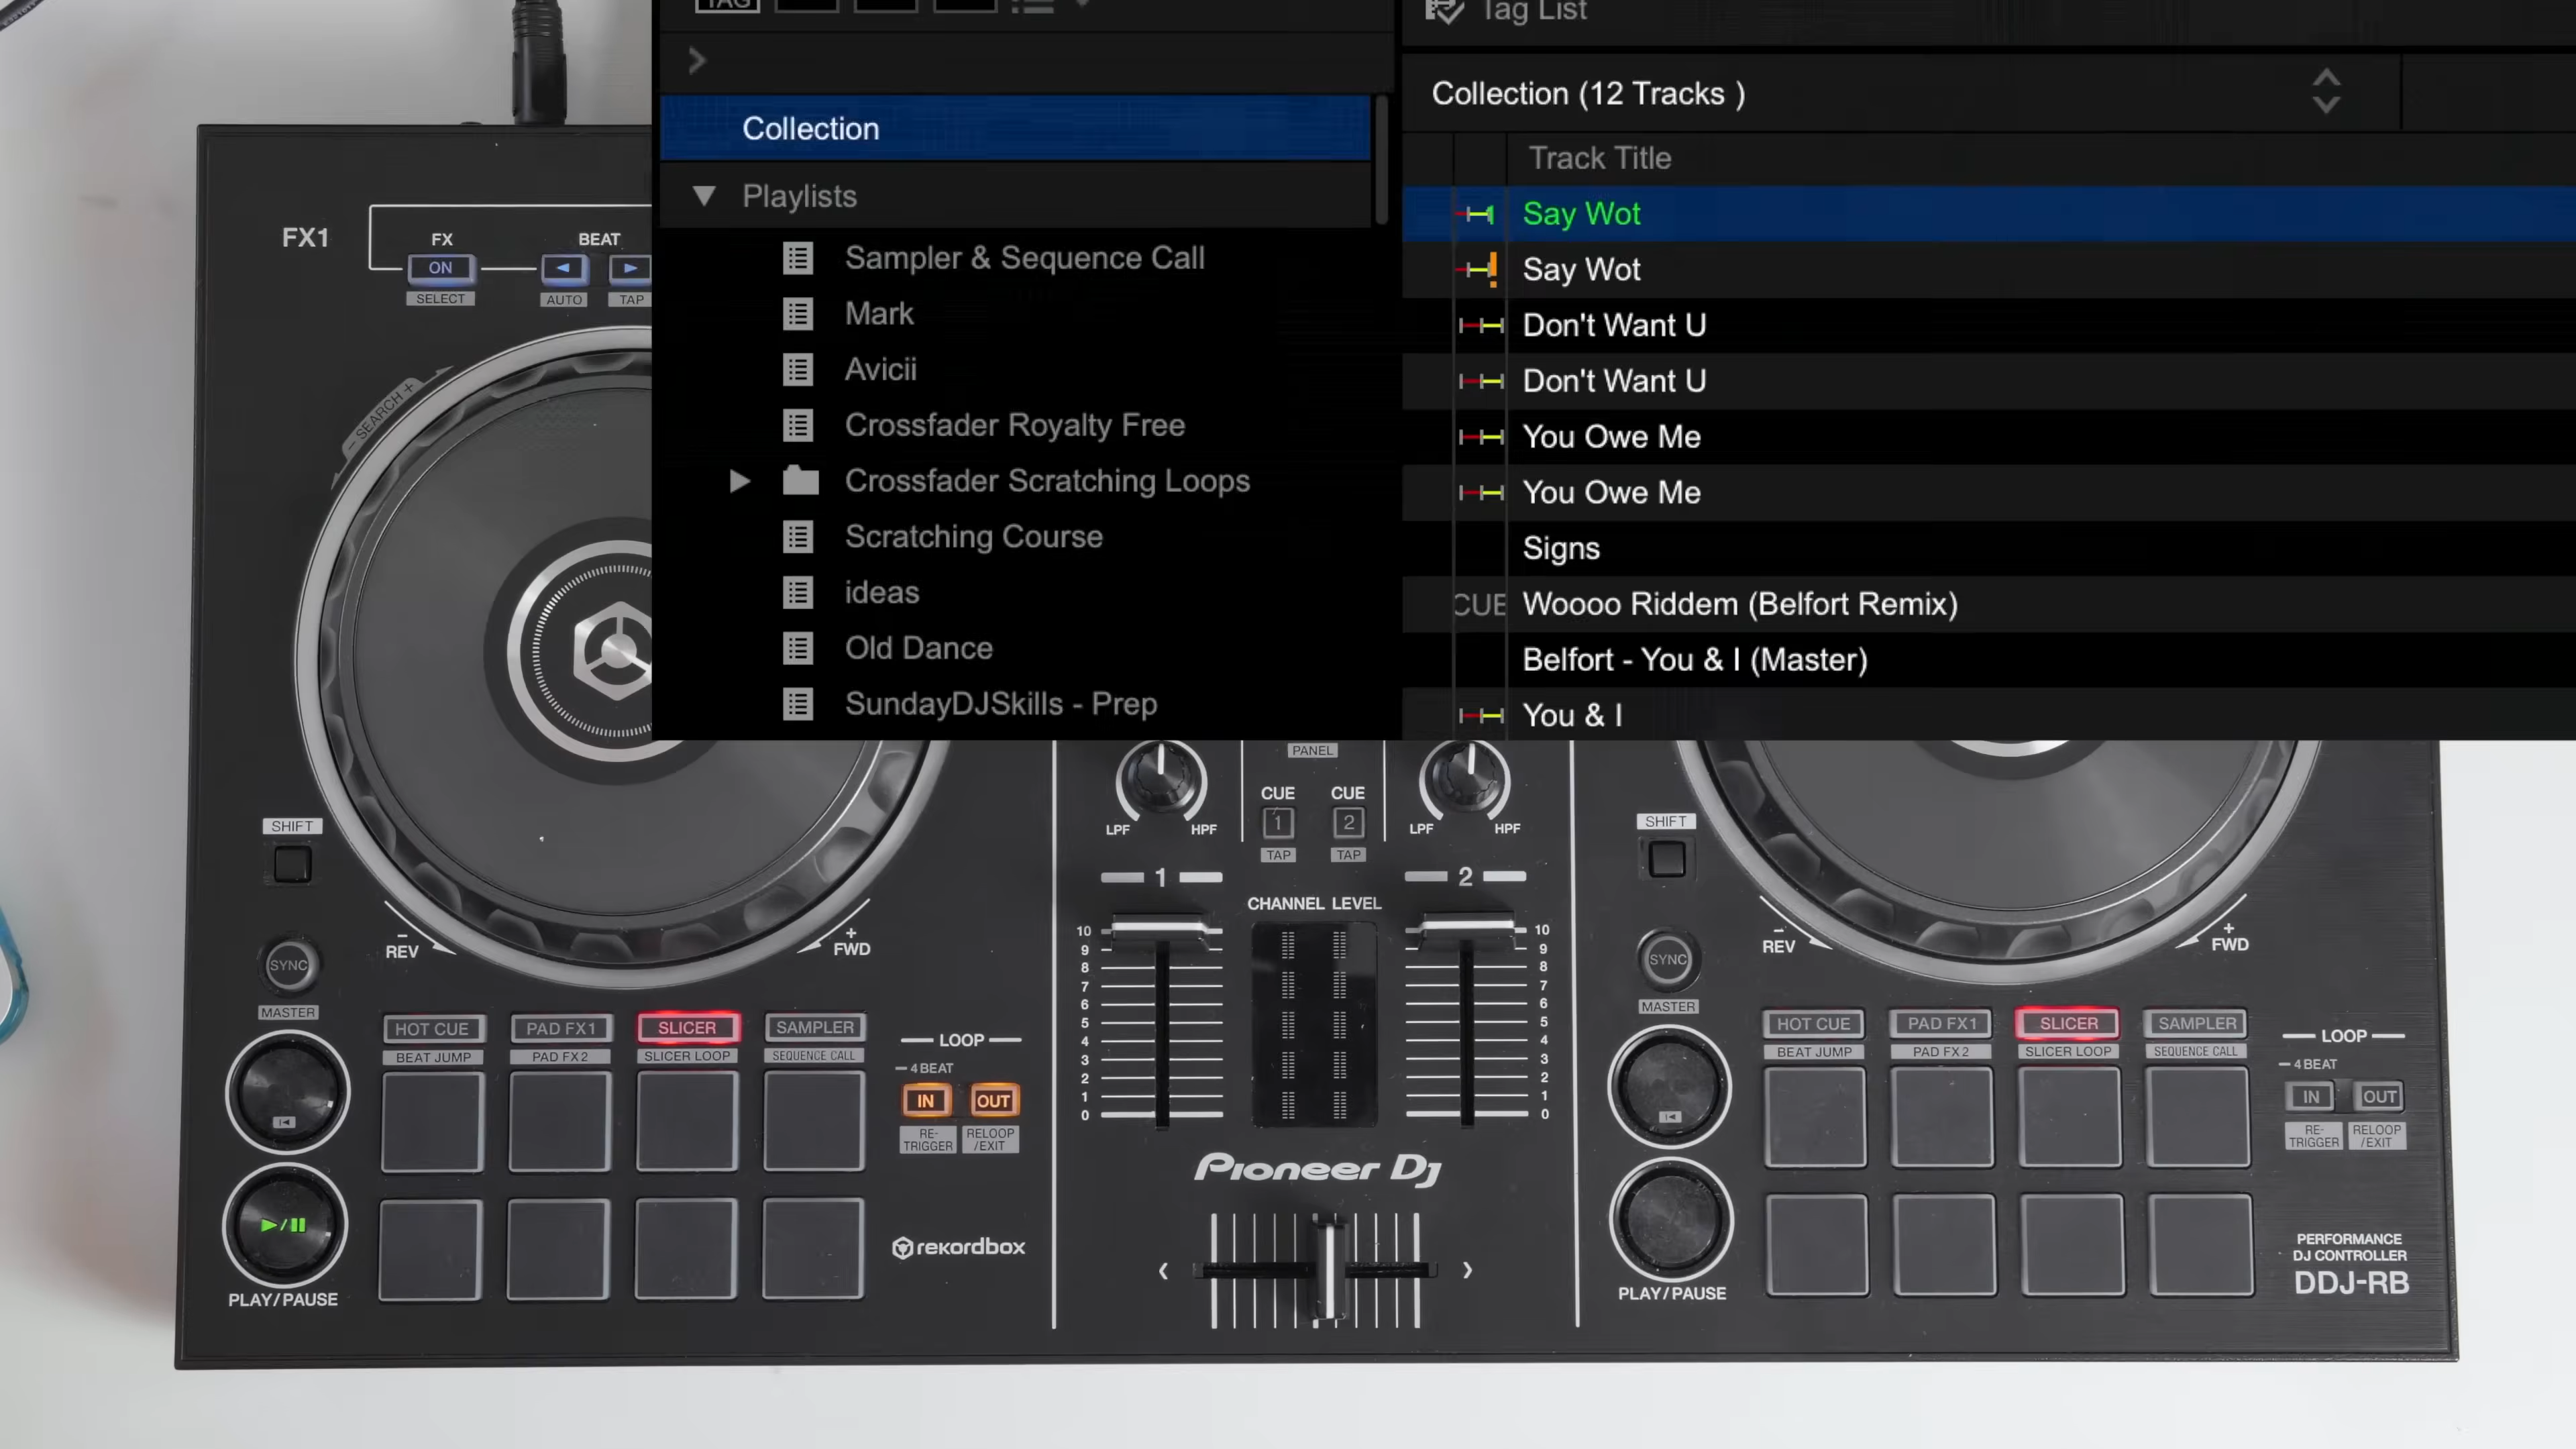 TAG
Tag List
Collection
Collection (12 Tracks )
Playlists
Track Title
Sampler & Sequence Call
Say Wot
Mark
Say Wot
Avicii
Don't Want U
Crossfader Royalty Free
Don't Want U
Crossfader Scratching Loops
You Owe Me
Scratching Course
You Owe Me
ideas
Signs
Old Dance
CUE Woooo Riddem (Belfort Remix)
SundayDJSkills - Prep
Belfort - You & I (Master)
You & I
FX1
FX
BEAT
ON
SELECT
AUTO
TAP
- SEARCH +
PANEL
CUE CUE
1 2
TAP TAP
LPF HPF
LPF HPF
SHIFT
SHIFT
1
2
CHANNEL LEVEL
- REV
+ FWD
- REV
+ FWD
10
9
8
7
6
5
4
3
2
1
0
10
9
8
7
6
5
4
3
2
1
0
SYNC
MASTER
SYNC
MASTER
HOT CUE PAD FX1 SLICER SAMPLER
BEAT JUMP PAD FX2 SLICER LOOP SEQUENCE CALL
LOOP
4 BEAT
IN OUT
RE-TRIGGER RELOOP/EXIT
HOT CUE PAD FX1 SLICER SAMPLER
BEAT JUMP PAD FX2 SLICER LOOP SEQUENCE CALL
LOOP
4 BEAT
IN OUT
RE-TRIGGER RELOOP/EXIT
Pioneer Dj
rekordbox
PLAY/PAUSE
PLAY/PAUSE
PERFORMANCE
DJ CONTROLLER
DDJ-RB